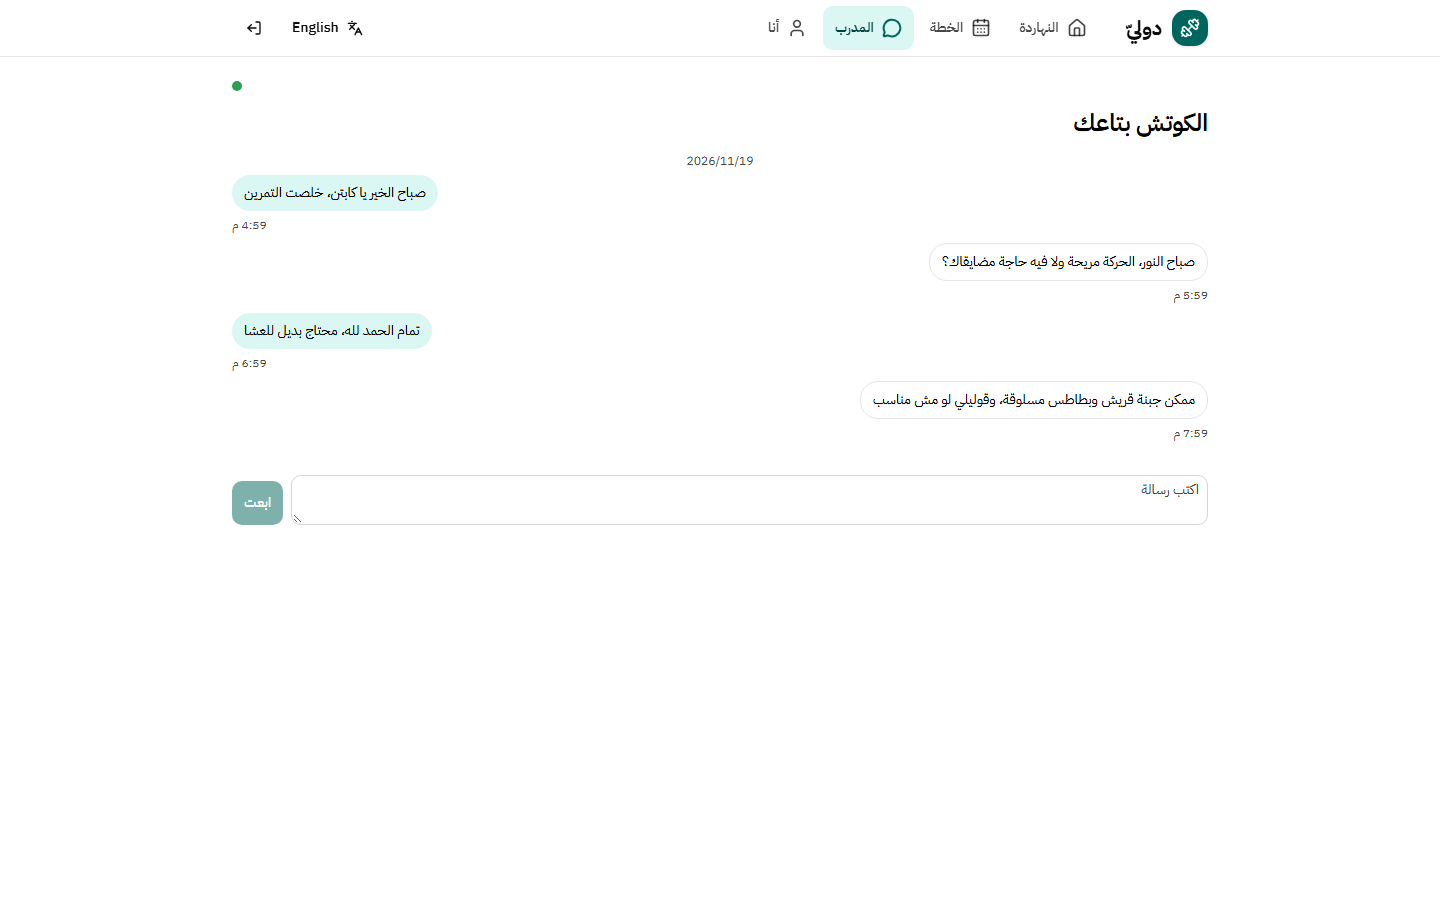 دوليّ
النهاردة
الخطة
المدرب
أنا
English
الكوتش بتاعك
2026/11/19
صباح الخير يا كابتن، خلصت التمرين
4:59 م
صباح النور، الحركة مريحة ولا فيه حاجة مضايقاك؟
5:59 م
تمام الحمد لله، محتاج بديل للعشا
6:59 م
ممكن جبنة قريش وبطاطس مسلوقة، وقوليلي لو مش مناسب
7:59 م
اكتب رسالة
ابعت